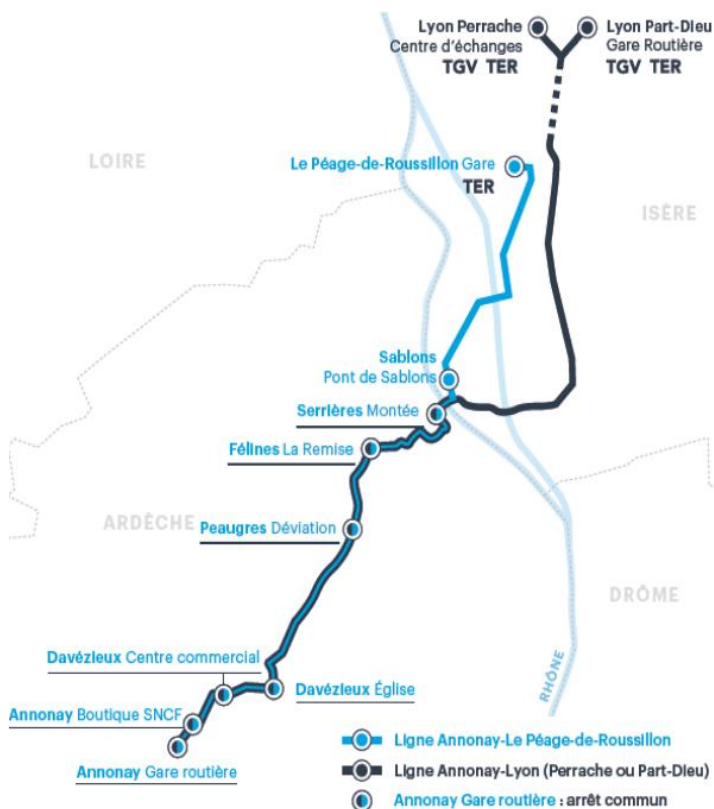 Lyon Perrache
Centre d'échanges
TGV TER
Lyon Part-Dieu
Gare Routière
TGV TER
LOIRE
Le Péage-de-Roussillon Gare
TER
ISÈRE
Sablons
Pont de Sablons
Serrières Montée
Félines La Remise
ARDÈCHE
Peaugres Déviation
DRÔME
Davézieux Centre commercial
RHÔNE
Davézieux Église
Annonay Boutique SNCF
Annonay Gare routière
Ligne Annonay-Le Péage-de-Roussillon
Ligne Annonay-Lyon (Perrache ou Part-Dieu)
Annonay Gare routière : arrêt commun